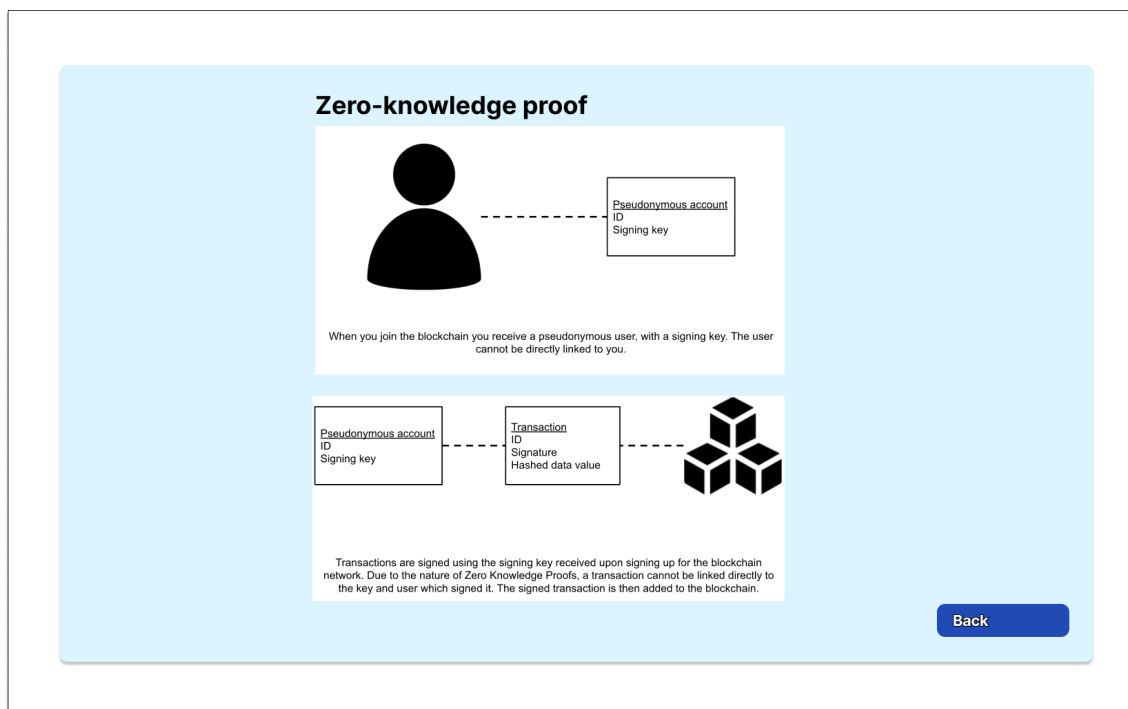 Zero-knowledge proof
Pseudonymous account
ID
Signing key
When you join the blockchain you receive a pseudonymous user, with a signing key. The user
cannot be directly linked to you.
Pseudonymous account
ID
Signing key
Transaction
ID
Signature
Hashed data value
Transactions are signed using the signing key received upon signing up for the blockchain
network. Due to the nature of Zero Knowledge Proofs, a transaction cannot be linked directly to
the key and user which signed it. The signed transaction is then added to the blockchain.
Back